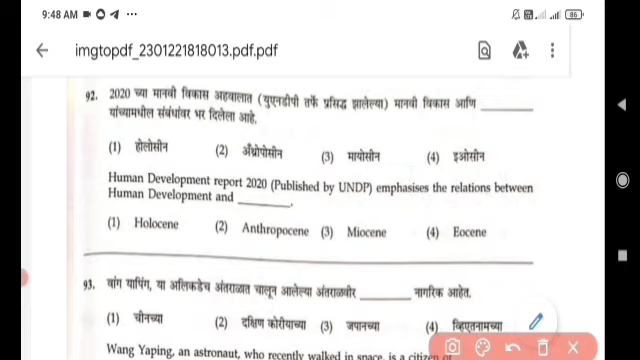 9:48 AM
86
imgtopdf_2301221818013.pdf.pdf
92. 2020 च्या मानवी विकास अहवालात (युएनडीपी तर्फे प्रसिद्ध झालेल्या) मानवी विकास आणि ________
यांच्यामधील संबंधांवर भर दिलेला आहे.
(1) होलोसीन (2) अँथ्रोपोसीन (3) मायोसीन (4) इओसीन
Human Development report 2020 (Published by UNDP) emphasises the relations between
Human Development and ________.
(1) Holocene (2) Anthropocene (3) Miocene (4) Eocene
93. वांग यापिंग, या अलिकडेच अंतराळात चालून आलेल्या अंतराळवीर ________ नागरिक आहेत.
(1) चीनच्या (2) दक्षिण कोरीयाच्या (3) जपानच्या (4) व्हिएतनामच्या
Wang Yaping, an astronaut, who recently walked in space, is a citizen of